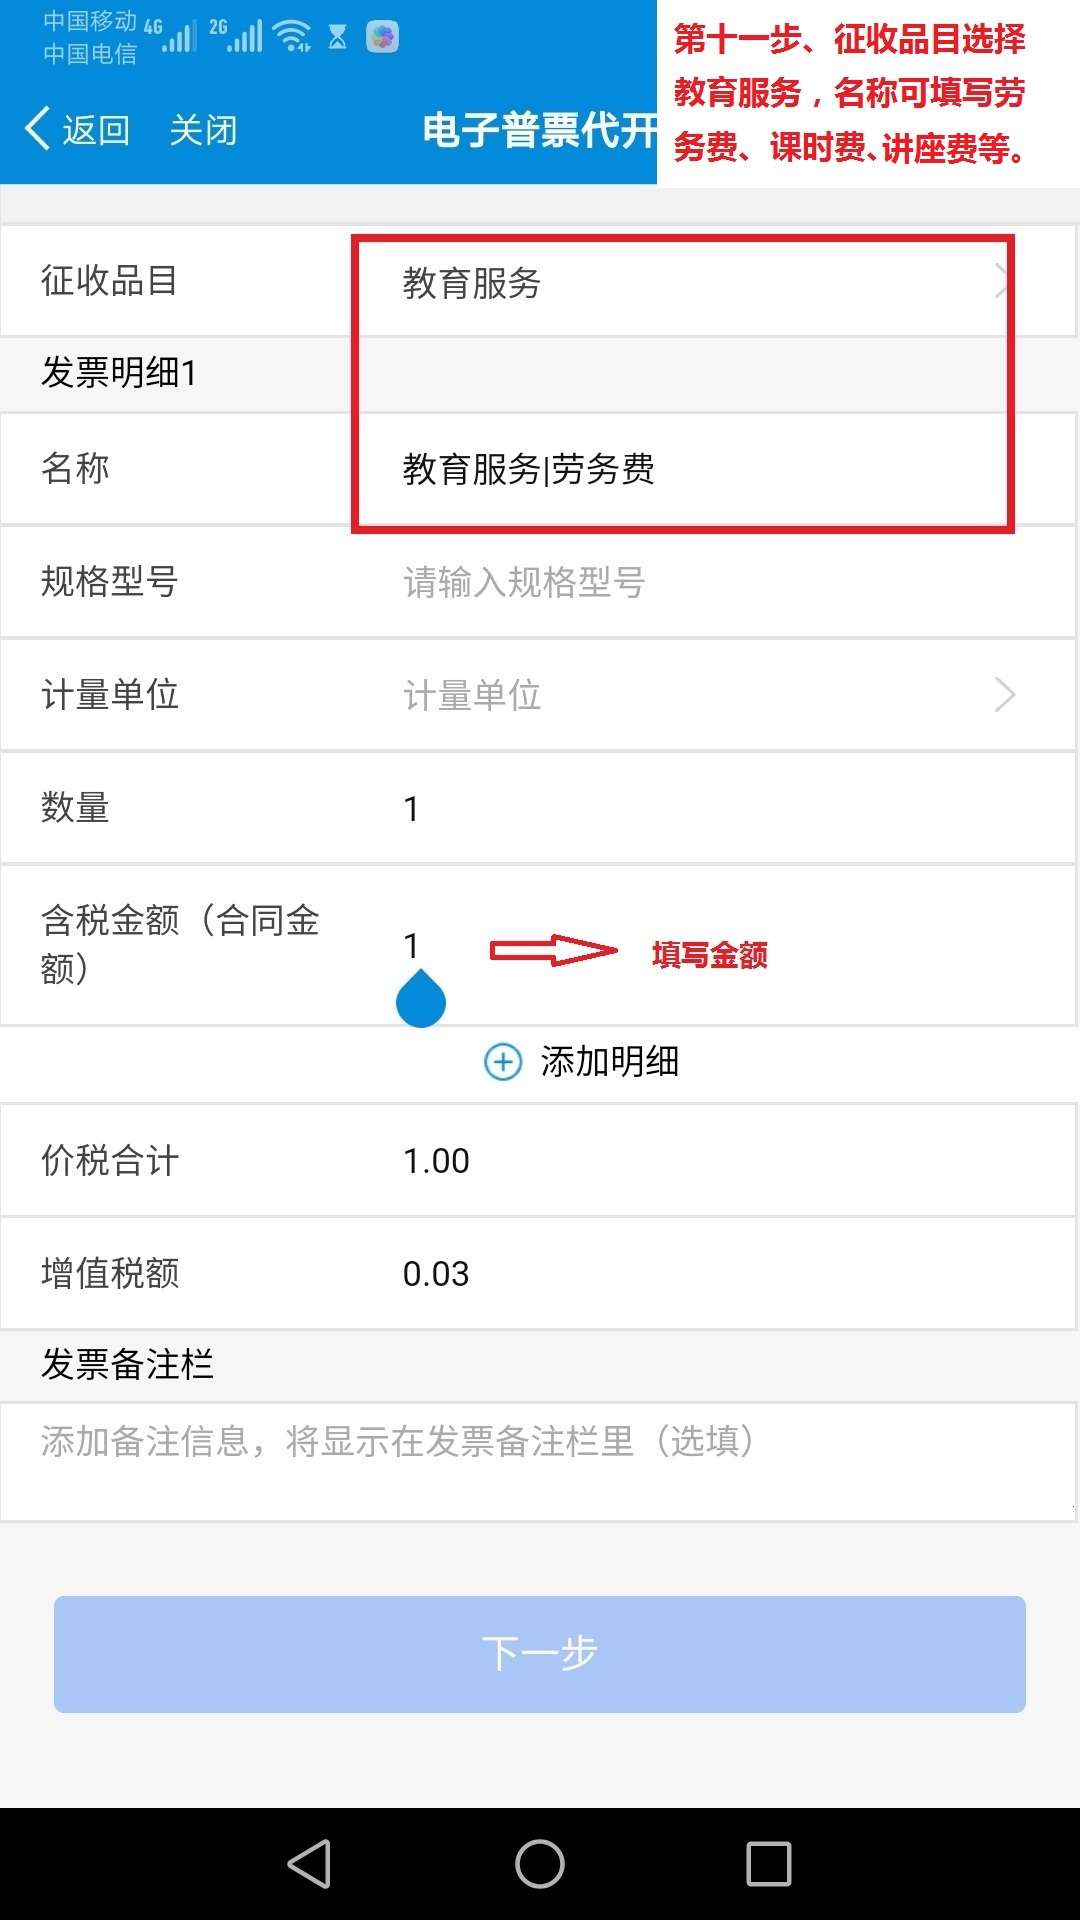 中国移动 4G 2G
中国电信
第十一步、征收品目选择
教育服务，名称可填写劳
务费、课时费、讲座费等。
返回 关闭 电子普票代开
征收品目 教育服务
发票明细1
名称 教育服务|劳务费
规格型号 请输入规格型号
计量单位 计量单位
数量 1
含税金额（合同金
额） 1 填写金额
添加明细
价税合计 1.00
增值税额 0.03
发票备注栏
添加备注信息，将显示在发票备注栏里（选填）
下一步